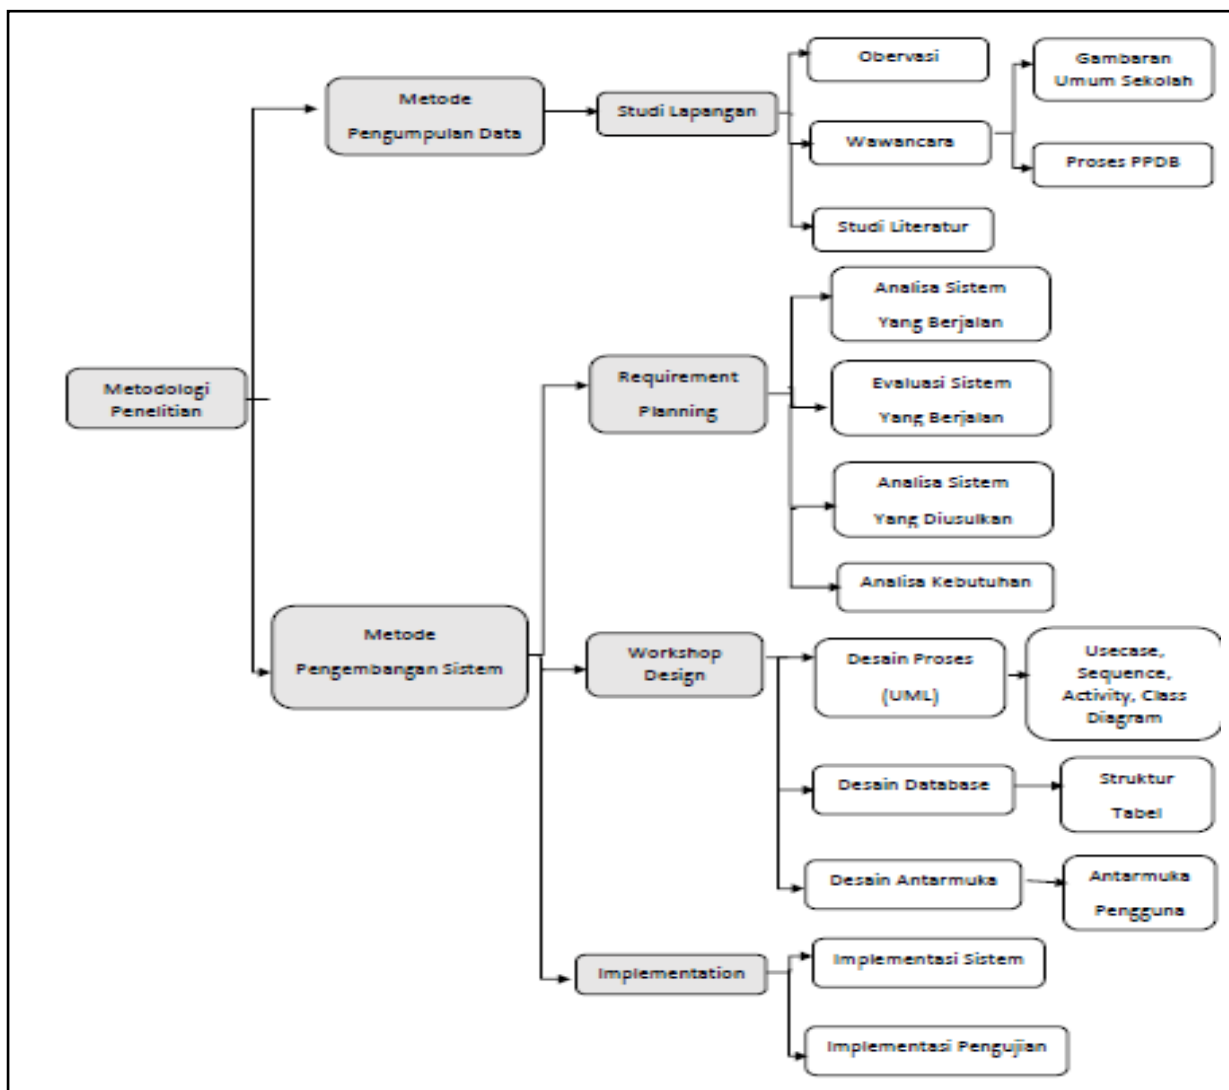 Obervasi
Gambaran
Umum Sekolah
Metode
Pengumpulan Data
Studi Lapangan
Wawancara
Proses PPDB
Studi Literatur
Analisa Sistem
Yang Berjalan
Metodologi
Penelitian
Requirement
Planning
Evaluasi Sistem
Yang Berjalan
Analisa Sistem
Yang Diusulkan
Analisa Kebutuhan
Metode
Pengembangan Sistem
Workshop
Design
Desain Proses
(UML)
Usecase,
Sequence,
Activity, Class
Diagram
Desain Database
Struktur
Tabel
Desain Antarmuka
Antarmuka
Pengguna
Implementation
Implementasi Sistem
Implementasi Pengujian